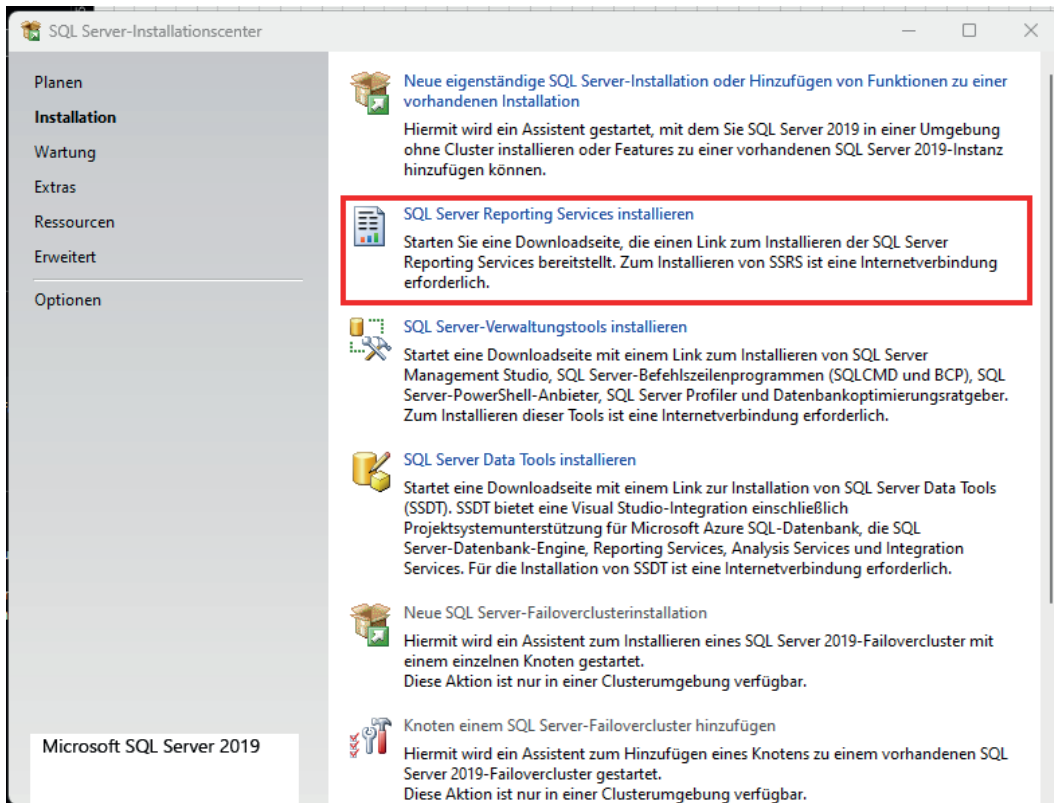 SQL Server-Installationscenter
Planen
Installation
Wartung
Extras
Ressourcen
Erweitert
Optionen
Microsoft SQL Server 2019
Neue eigenständige SQL Server-Installation oder Hinzufügen von Funktionen zu einer
vorhandenen Installation
Hiermit wird ein Assistent gestartet, mit dem Sie SQL Server 2019 in einer Umgebung
ohne Cluster installieren oder Features zu einer vorhandenen SQL Server 2019-Instanz
hinzufügen können.
SQL Server Reporting Services installieren
Starten Sie eine Downloadseite, die einen Link zum Installieren der SQL Server
Reporting Services bereitstellt. Zum Installieren von SSRS ist eine Internetverbindung
erforderlich.
SQL Server-Verwaltungstools installieren
Startet eine Downloadseite mit einem Link zum Installieren von SQL Server
Management Studio, SQL Server-Befehlszeilenprogrammen (SQLCMD und BCP), SQL
Server-PowerShell-Anbieter, SQL Server Profiler und Datenbankoptimierungsratgeber.
Zum Installieren dieser Tools ist eine Internetverbindung erforderlich.
SQL Server Data Tools installieren
Startet eine Downloadseite mit einem Link zur Installation von SQL Server Data Tools
(SSDT). SSDT bietet eine Visual Studio-Integration einschließlich
Projektsystemunterstützung für Microsoft Azure SQL-Datenbank, die SQL
Server-Datenbank-Engine, Reporting Services, Analysis Services und Integration
Services. Für die Installation von SSDT ist eine Internetverbindung erforderlich.
Neue SQL Server-Failoverclusterinstallation
Hiermit wird ein Assistent zum Installieren eines SQL Server 2019-Failovercluster mit
einem einzelnen Knoten gestartet.
Diese Aktion ist nur in einer Clusterumgebung verfügbar.
Knoten einem SQL Server-Failovercluster hinzufügen
Hiermit wird ein Assistent zum Hinzufügen eines Knotens zu einem vorhandenen SQL
Server 2019-Failovercluster gestartet.
Diese Aktion ist nur in einer Clusterumgebung verfügbar.